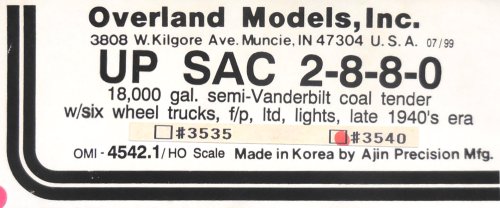 Overland Models, Inc.
3808 W. Kilgore Ave. Muncie, IN 47304 U.S.A. 07/99
UP SAC 2-8-8-0
18,000 gal. semi-Vanderbilt coal tender
w/six wheel trucks, f/p, ltd, lights, late 1940's era
#3535 #3540
OMI - 4542.1/HO Scale Made in Korea by Ajin Precision Mfg.